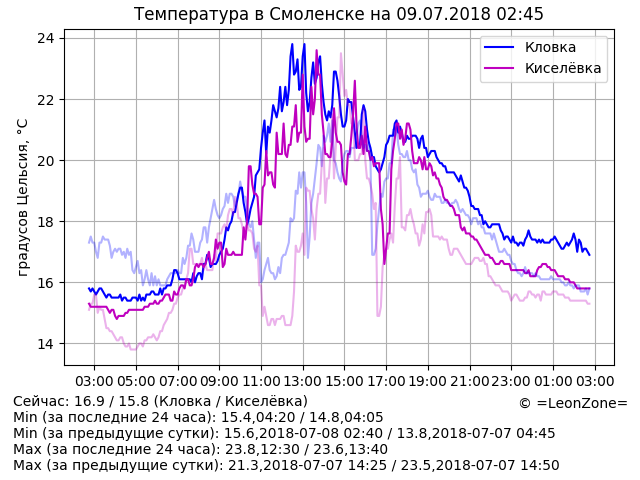 Температура в Смоленске на 09.07.2018 02:45
градусов Цельсия, °C
24
22
20
18
16
14
Кловка
Киселёвка
03:00 05:00 07:00 09:00 11:00 13:00 15:00 17:00 19:00 21:00 23:00 01:00 03:00
Сейчас: 16.9 / 15.8 (Кловка / Киселёвка)
© =LeonZone=
Min (за последние 24 часа): 15.4,04:20 / 14.8,04:05
Min (за предыдущие сутки): 15.6,2018-07-08 02:40 / 13.8,2018-07-07 04:45
Max (за последние 24 часа): 23.8,12:30 / 23.6,13:40
Max (за предыдущие сутки): 21.3,2018-07-07 14:25 / 23.5,2018-07-07 14:50